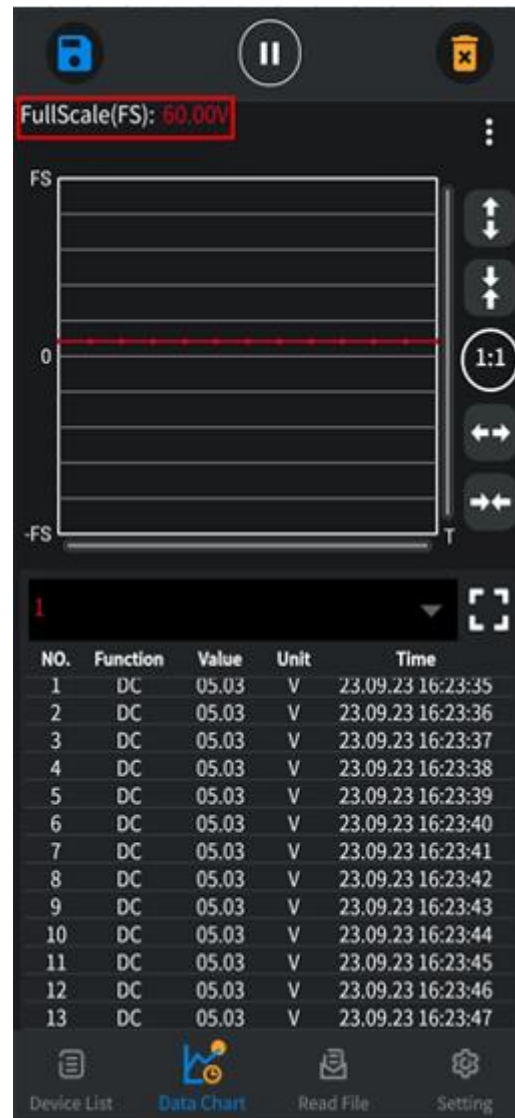 FullScale(FS): 60.00V
FS
0
1:1
-FS
T
1
NO. Function Value Unit Time
1 DC 05.03 V 23.09.23 16:23:35
2 DC 05.03 V 23.09.23 16:23:36
3 DC 05.03 V 23.09.23 16:23:37
4 DC 05.03 V 23.09.23 16:23:38
5 DC 05.03 V 23.09.23 16:23:39
6 DC 05.03 V 23.09.23 16:23:40
7 DC 05.03 V 23.09.23 16:23:41
8 DC 05.03 V 23.09.23 16:23:42
9 DC 05.03 V 23.09.23 16:23:43
10 DC 05.03 V 23.09.23 16:23:44
11 DC 05.03 V 23.09.23 16:23:45
12 DC 05.03 V 23.09.23 16:23:46
13 DC 05.03 V 23.09.23 16:23:47
Device List Data Chart Read File Setting